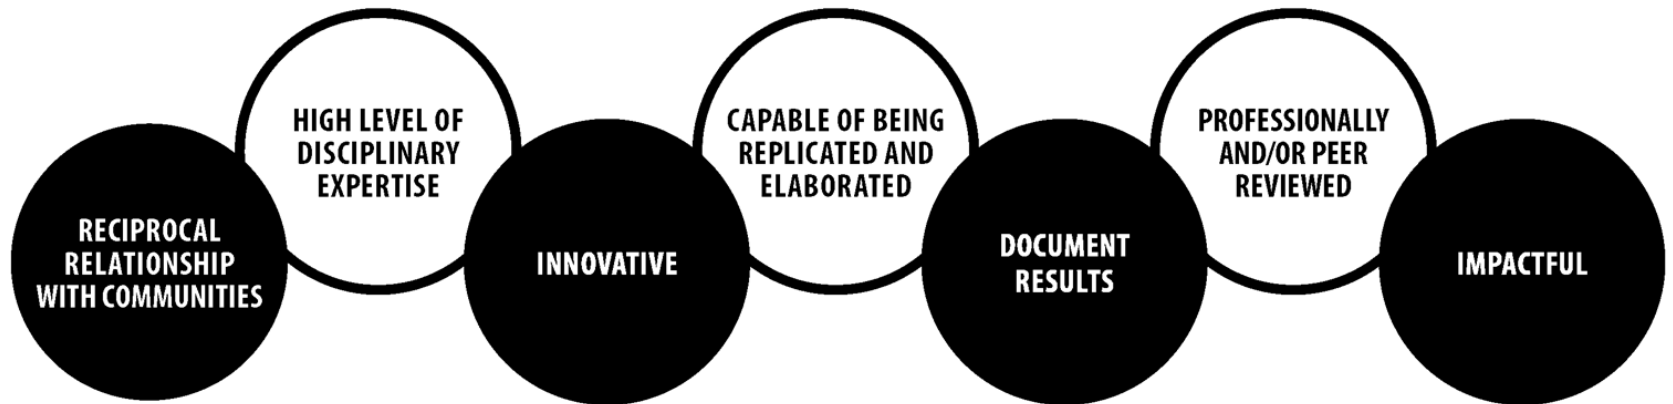 RECIPROCAL
RELATIONSHIP
WITH COMMUNITIES
HIGH LEVEL OF
DISCIPLINARY
EXPERTISE
INNOVATIVE
CAPABLE OF BEING
REPLICATED AND
ELABORATED
DOCUMENT
RESULTS
PROFESSIONALLY
AND/OR PEER
REVIEWED
IMPACTFUL